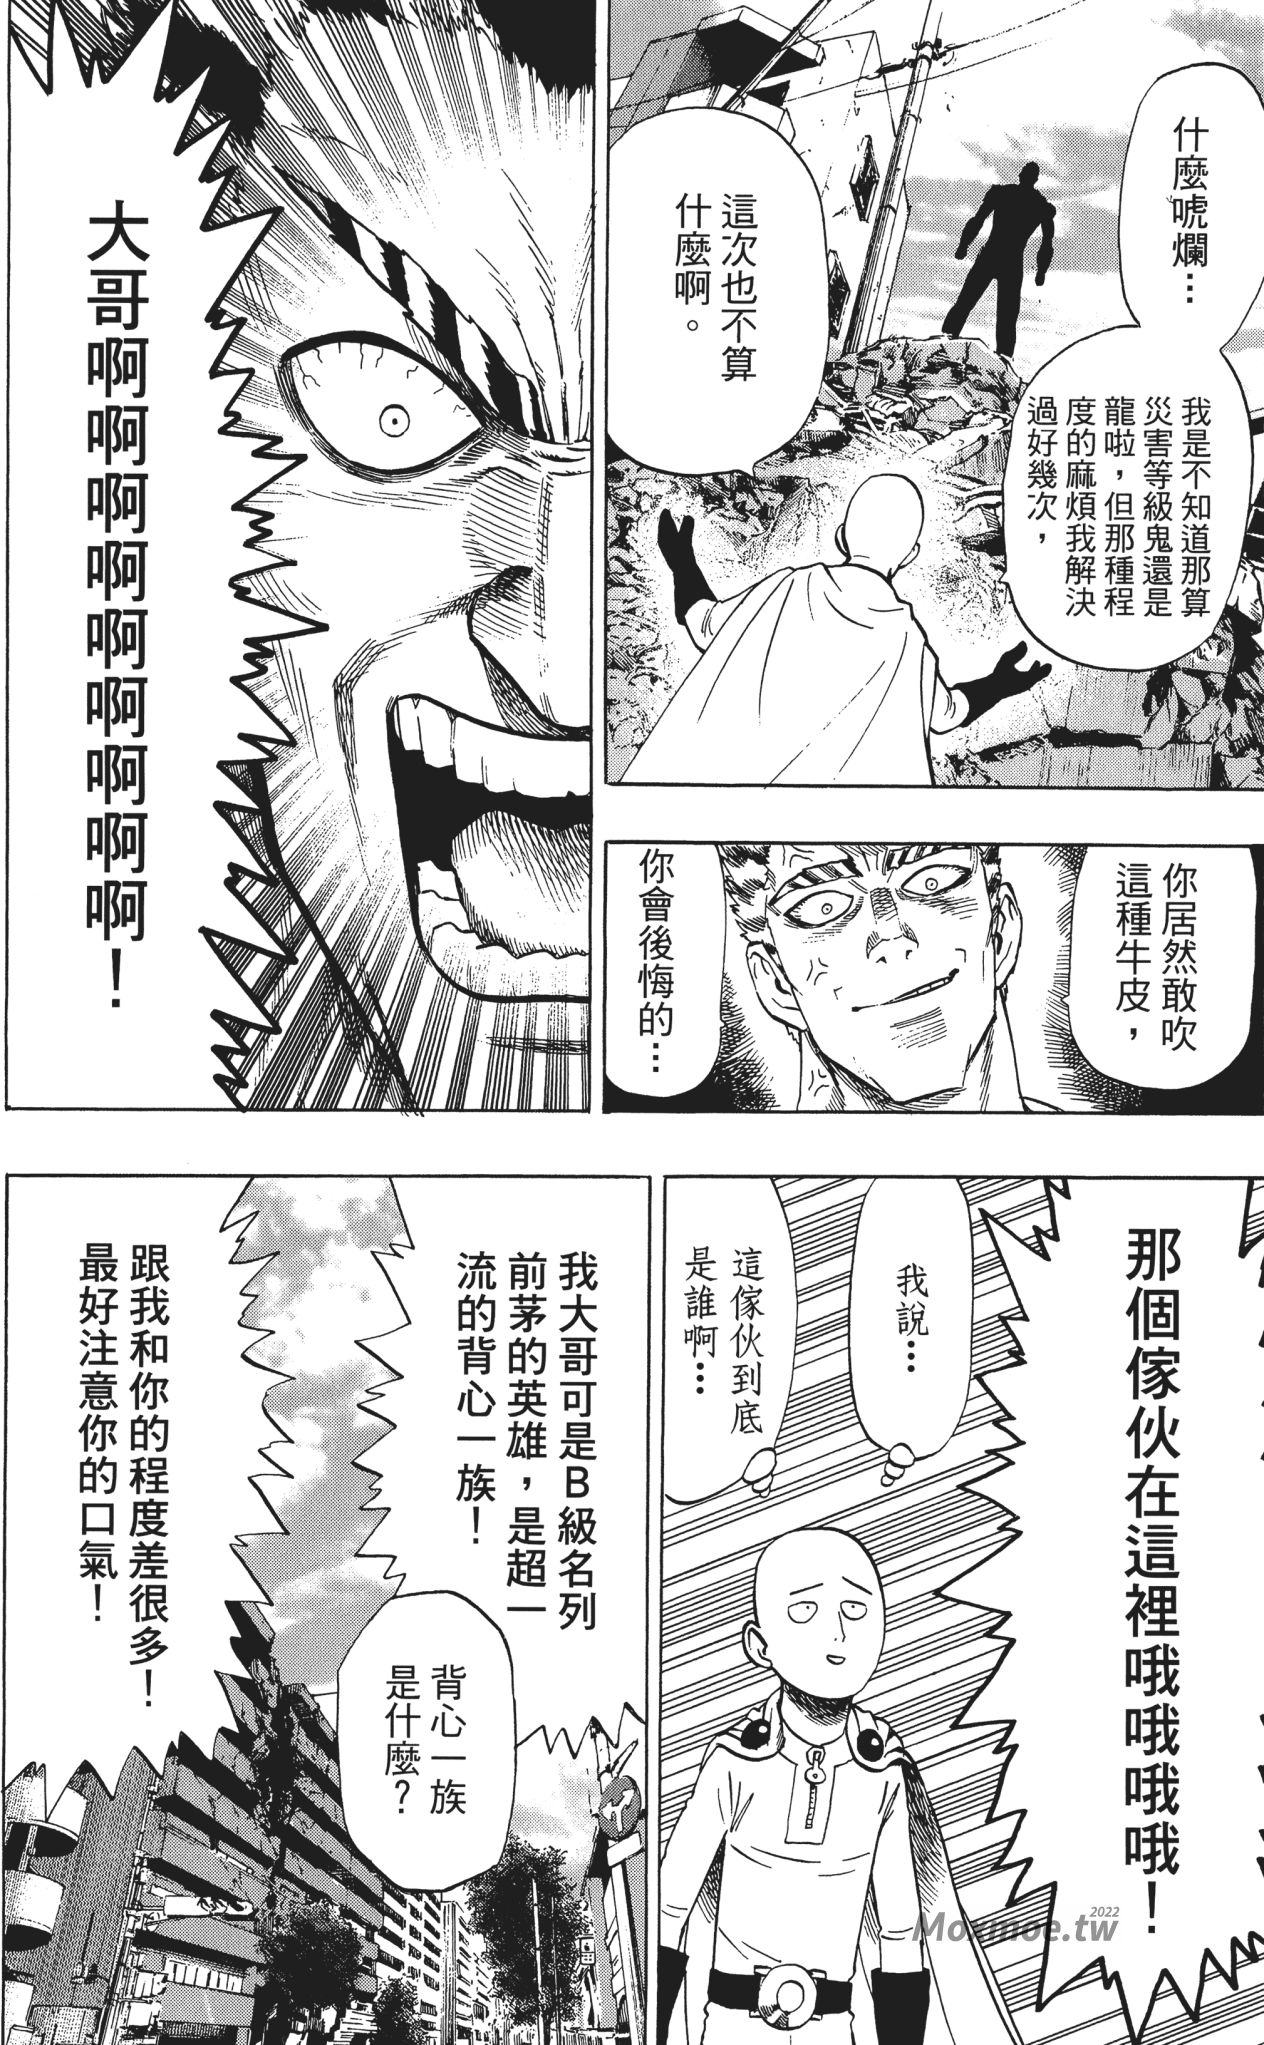 什麼唬爛…
我是不知道那算
災害等級鬼還是
龍啦，但那種程
度的麻煩我解決
過好幾次，
這次也不算
什麼啊。
你居然敢吹
這種牛皮，
你會後悔的…
大哥啊啊啊啊啊啊啊啊啊！
那個傢伙在這裡哦哦哦哦！
我說…
這傢伙到底
是誰啊…
我大哥可是B級名列
前茅的英雄，是超一
流的背心一族！
背心一族
是什麼？
跟我和你的程度差很多！
最好注意你的口氣！
2022
Moxmoe.tw